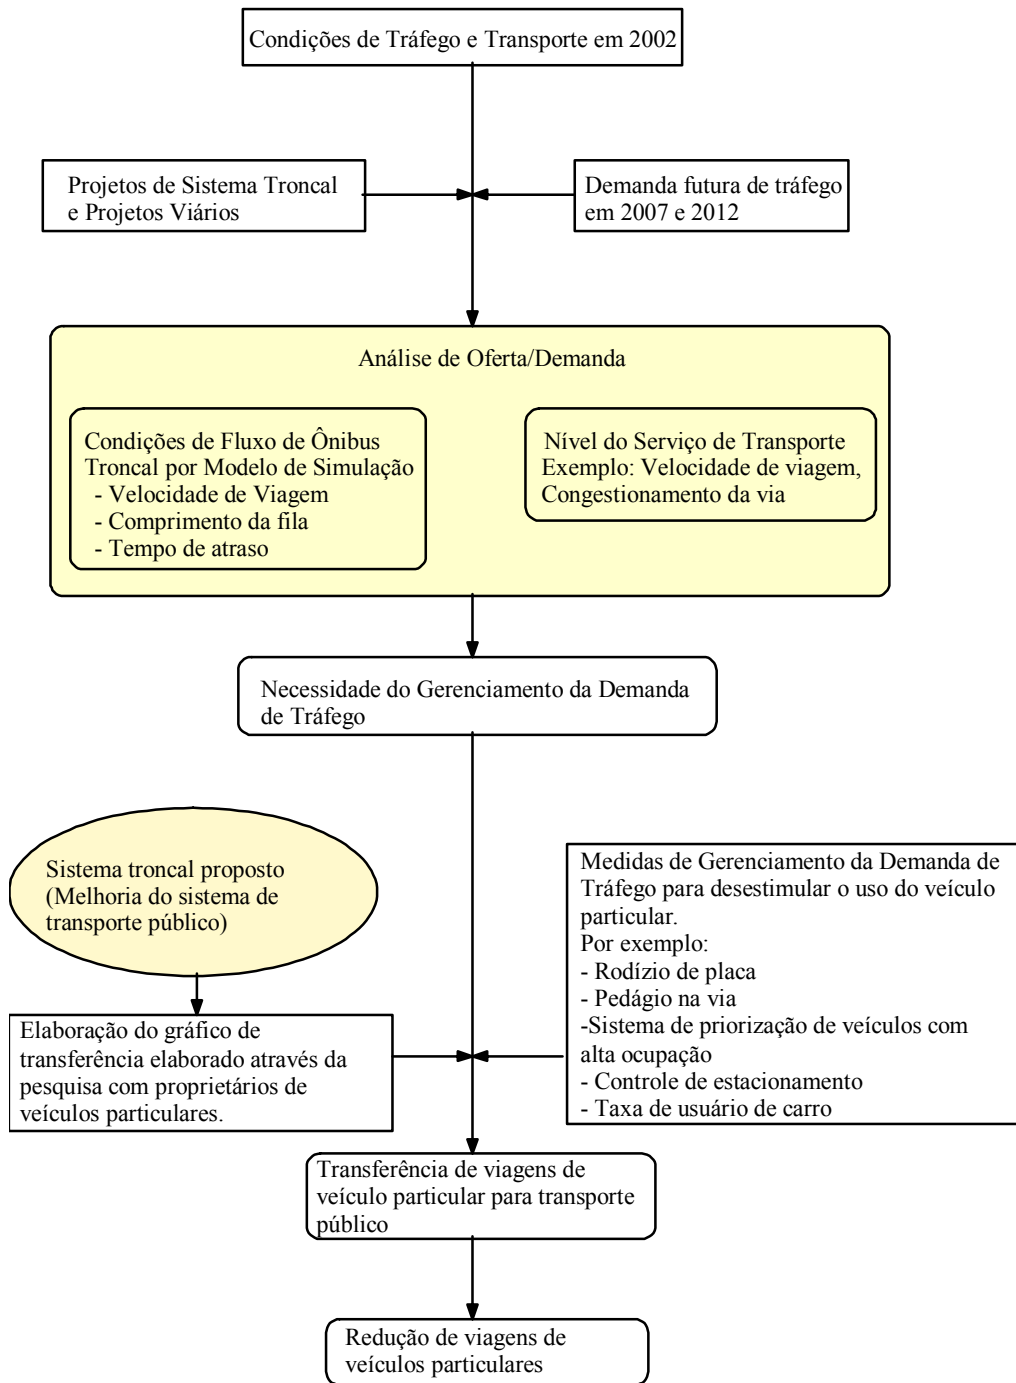 Condições de Tráfego e Transporte em 2002
Projetos de Sistema Troncal
e Projetos Viários
Demanda futura de tráfego
em 2007 e 2012
Análise de Oferta/Demanda
Condições de Fluxo de Ônibus
Troncal por Modelo de Simulação
- Velocidade de Viagem
- Comprimento da fila
- Tempo de atraso
Nível do Serviço de Transporte
Exemplo: Velocidade de viagem,
Congestionamento da via
Necessidade do Gerenciamento da Demanda
de Tráfego
Sistema troncal proposto
(Melhoria do sistema de
transporte público)
Medidas de Gerenciamento da Demanda de
Tráfego para desestimular o uso do veículo
particular.
Por exemplo:
- Rodízio de placa
- Pedágio na via
-Sistema de priorização de veículos com
alta ocupação
- Controle de estacionamento
- Taxa de usuário de carro
Elaboração do gráfico de
transferência elaborado através da
pesquisa com proprietários de
veículos particulares.
Transferência de viagens de
veículo particular para transporte
público
Redução de viagens de
veículos particulares